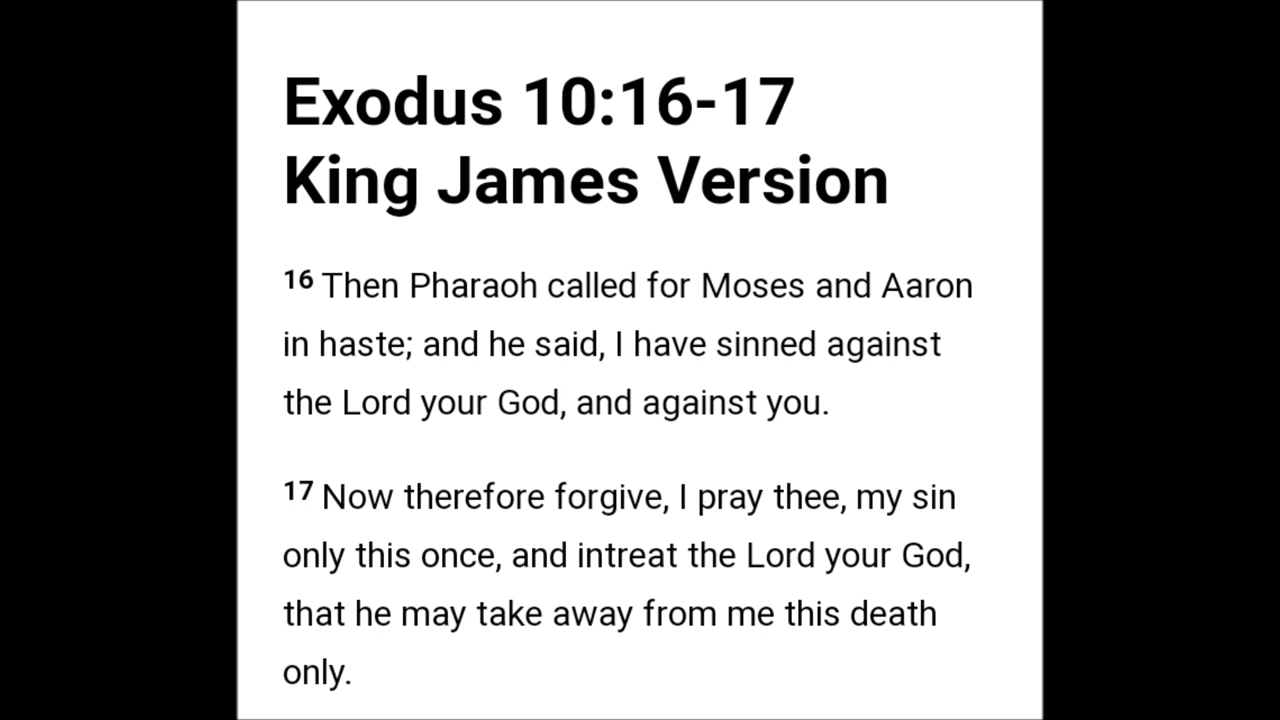 Exodus 10:16-17
King James Version
16 Then Pharaoh called for Moses and Aaron
in haste; and he said, I have sinned against
the Lord your God, and against you.
17 Now therefore forgive, I pray thee, my sin
only this once, and intreat the Lord your God,
that he may take away from me this death
only.